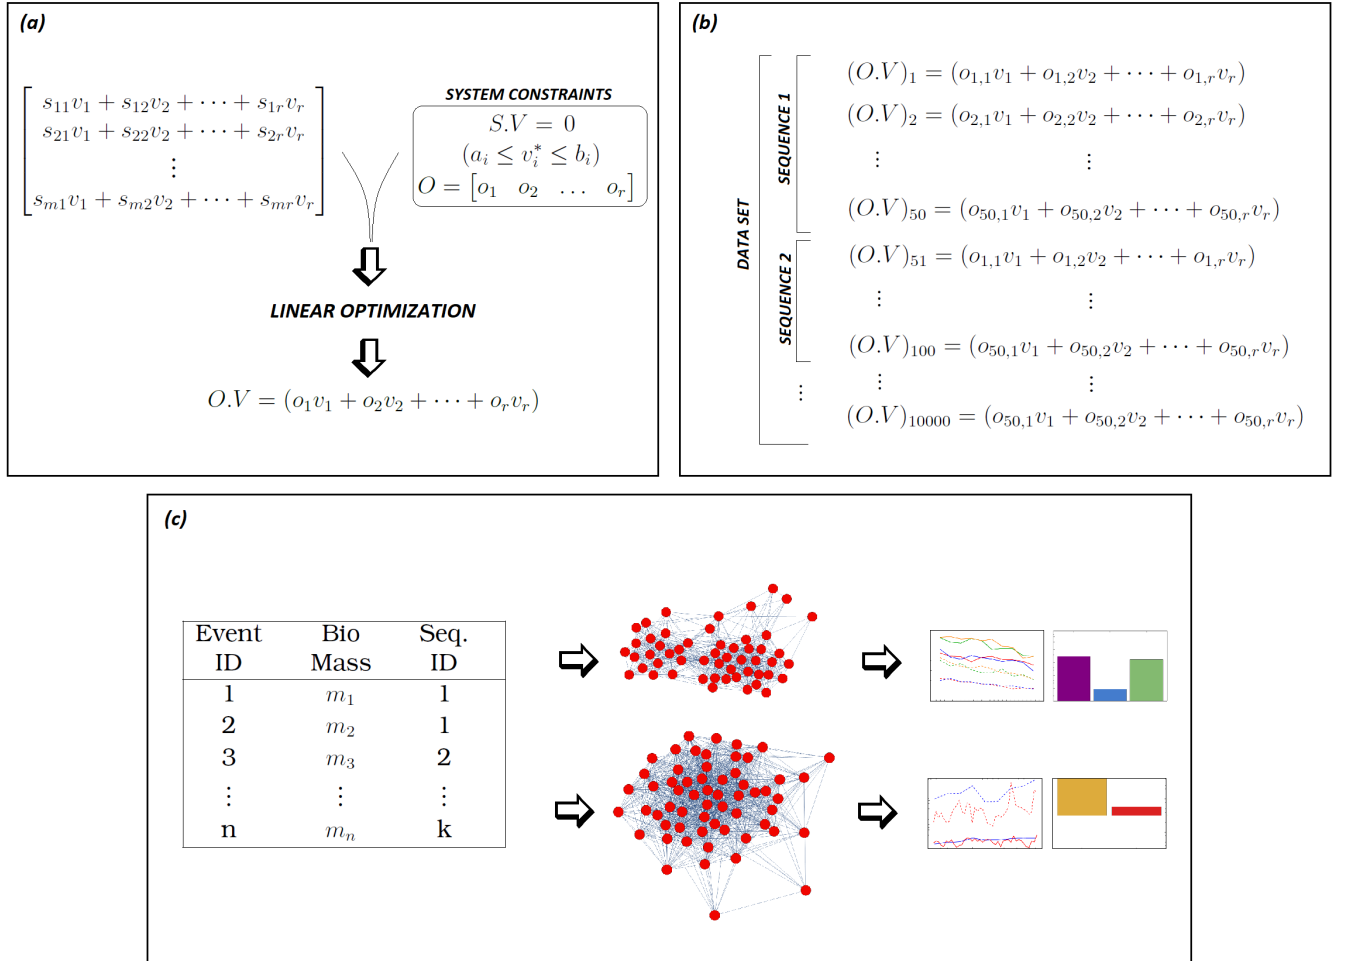 (a)
s₁₁v₁ + s₁₂v₂ + ··· + s₁ᵣvᵣ
s₂₁v₁ + s₂₂v₂ + ··· + s₂ᵣvᵣ
⋮
sₘ₁v₁ + sₘ₂v₂ + ··· + sₘᵣvᵣ
SYSTEM CONSTRAINTS
S.V = 0
(aᵢ ≤ vᵢ* ≤ bᵢ)
O = [o₁ o₂ … oᵣ]
LINEAR OPTIMIZATION
O.V = (o₁v₁ + o₂v₂ + ··· + oᵣvᵣ)
(b)
DATA SET
SEQUENCE 1
(O.V)₁ = (o₁,₁v₁ + o₁,₂v₂ + ··· + o₁,ᵣvᵣ)
(O.V)₂ = (o₂,₁v₁ + o₂,₂v₂ + ··· + o₂,ᵣvᵣ)
⋮ ⋮
(O.V)₅₀ = (o₅₀,₁v₁ + o₅₀,₂v₂ + ··· + o₅₀,ᵣvᵣ)
SEQUENCE 2
(O.V)₅₁ = (o₁,₁v₁ + o₁,₂v₂ + ··· + o₁,ᵣvᵣ)
⋮ ⋮
(O.V)₁₀₀ = (o₅₀,₁v₁ + o₅₀,₂v₂ + ··· + o₅₀,ᵣvᵣ)
⋮ ⋮ ⋮
(O.V)₁₀₀₀₀ = (o₅₀,₁v₁ + o₅₀,₂v₂ + ··· + o₅₀,ᵣvᵣ)
(c)
Event Bio Seq.
ID Mass ID
1 m₁ 1
2 m₂ 1
3 m₃ 2
⋮ ⋮ ⋮
n mₙ k